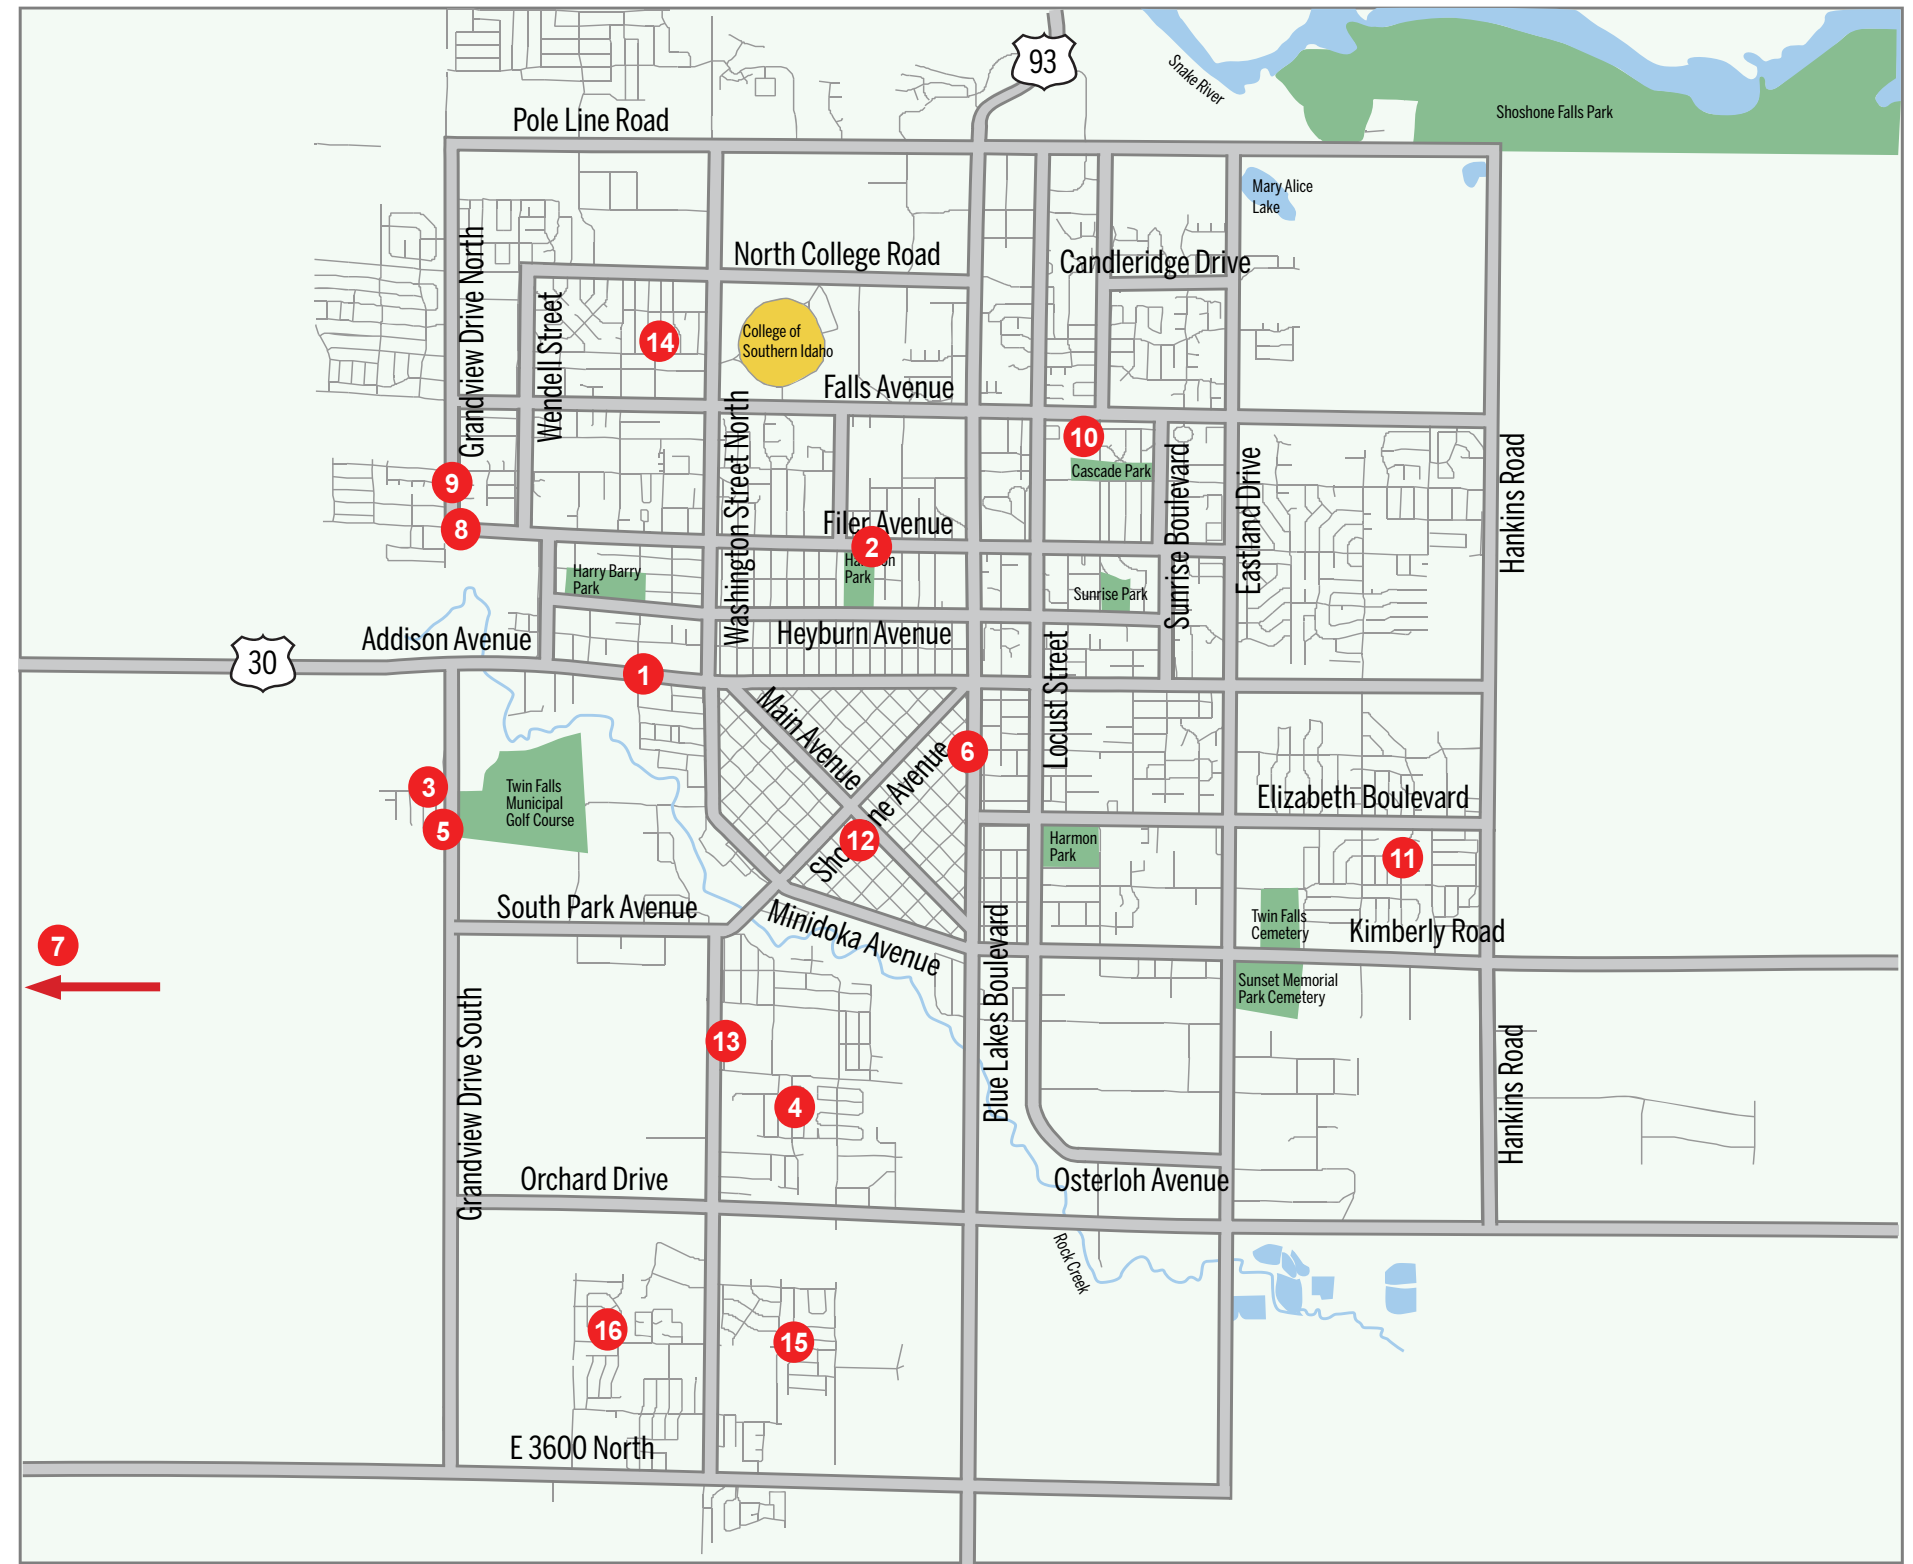 93
Snake River
Shoshone Falls Park
Pole Line Road
Mary Alice
Lake
North College Road
Candleridge Drive
Grandview Drive North
Wendell Street
14
College of
Southern Idaho
Falls Avenue
Washington Street North
10
Cascade Park
Sunrise Boulevard
Eastland Drive
Hankins Road
9
8
Filer Avenue
2
Park
Harry Barry
Park
Sunrise Park
Addison Avenue
Heyburn Avenue
30
1
Locust Street
Main Avenue
6
3
5
Twin Falls
Municipal
Golf Course
Elizabeth Boulevard
12
Harmon
Park
11
South Park Avenue
Minidoka Avenue
Blue Lakes Boulevard
Twin Falls
Cemetery
Kimberly Road
7
Sunset Memorial
Park Cemetery
Grandview Drive South
13
4
Hankins Road
Orchard Drive
Osterloh Avenue
Rock Creek
16
15
E 3600 North